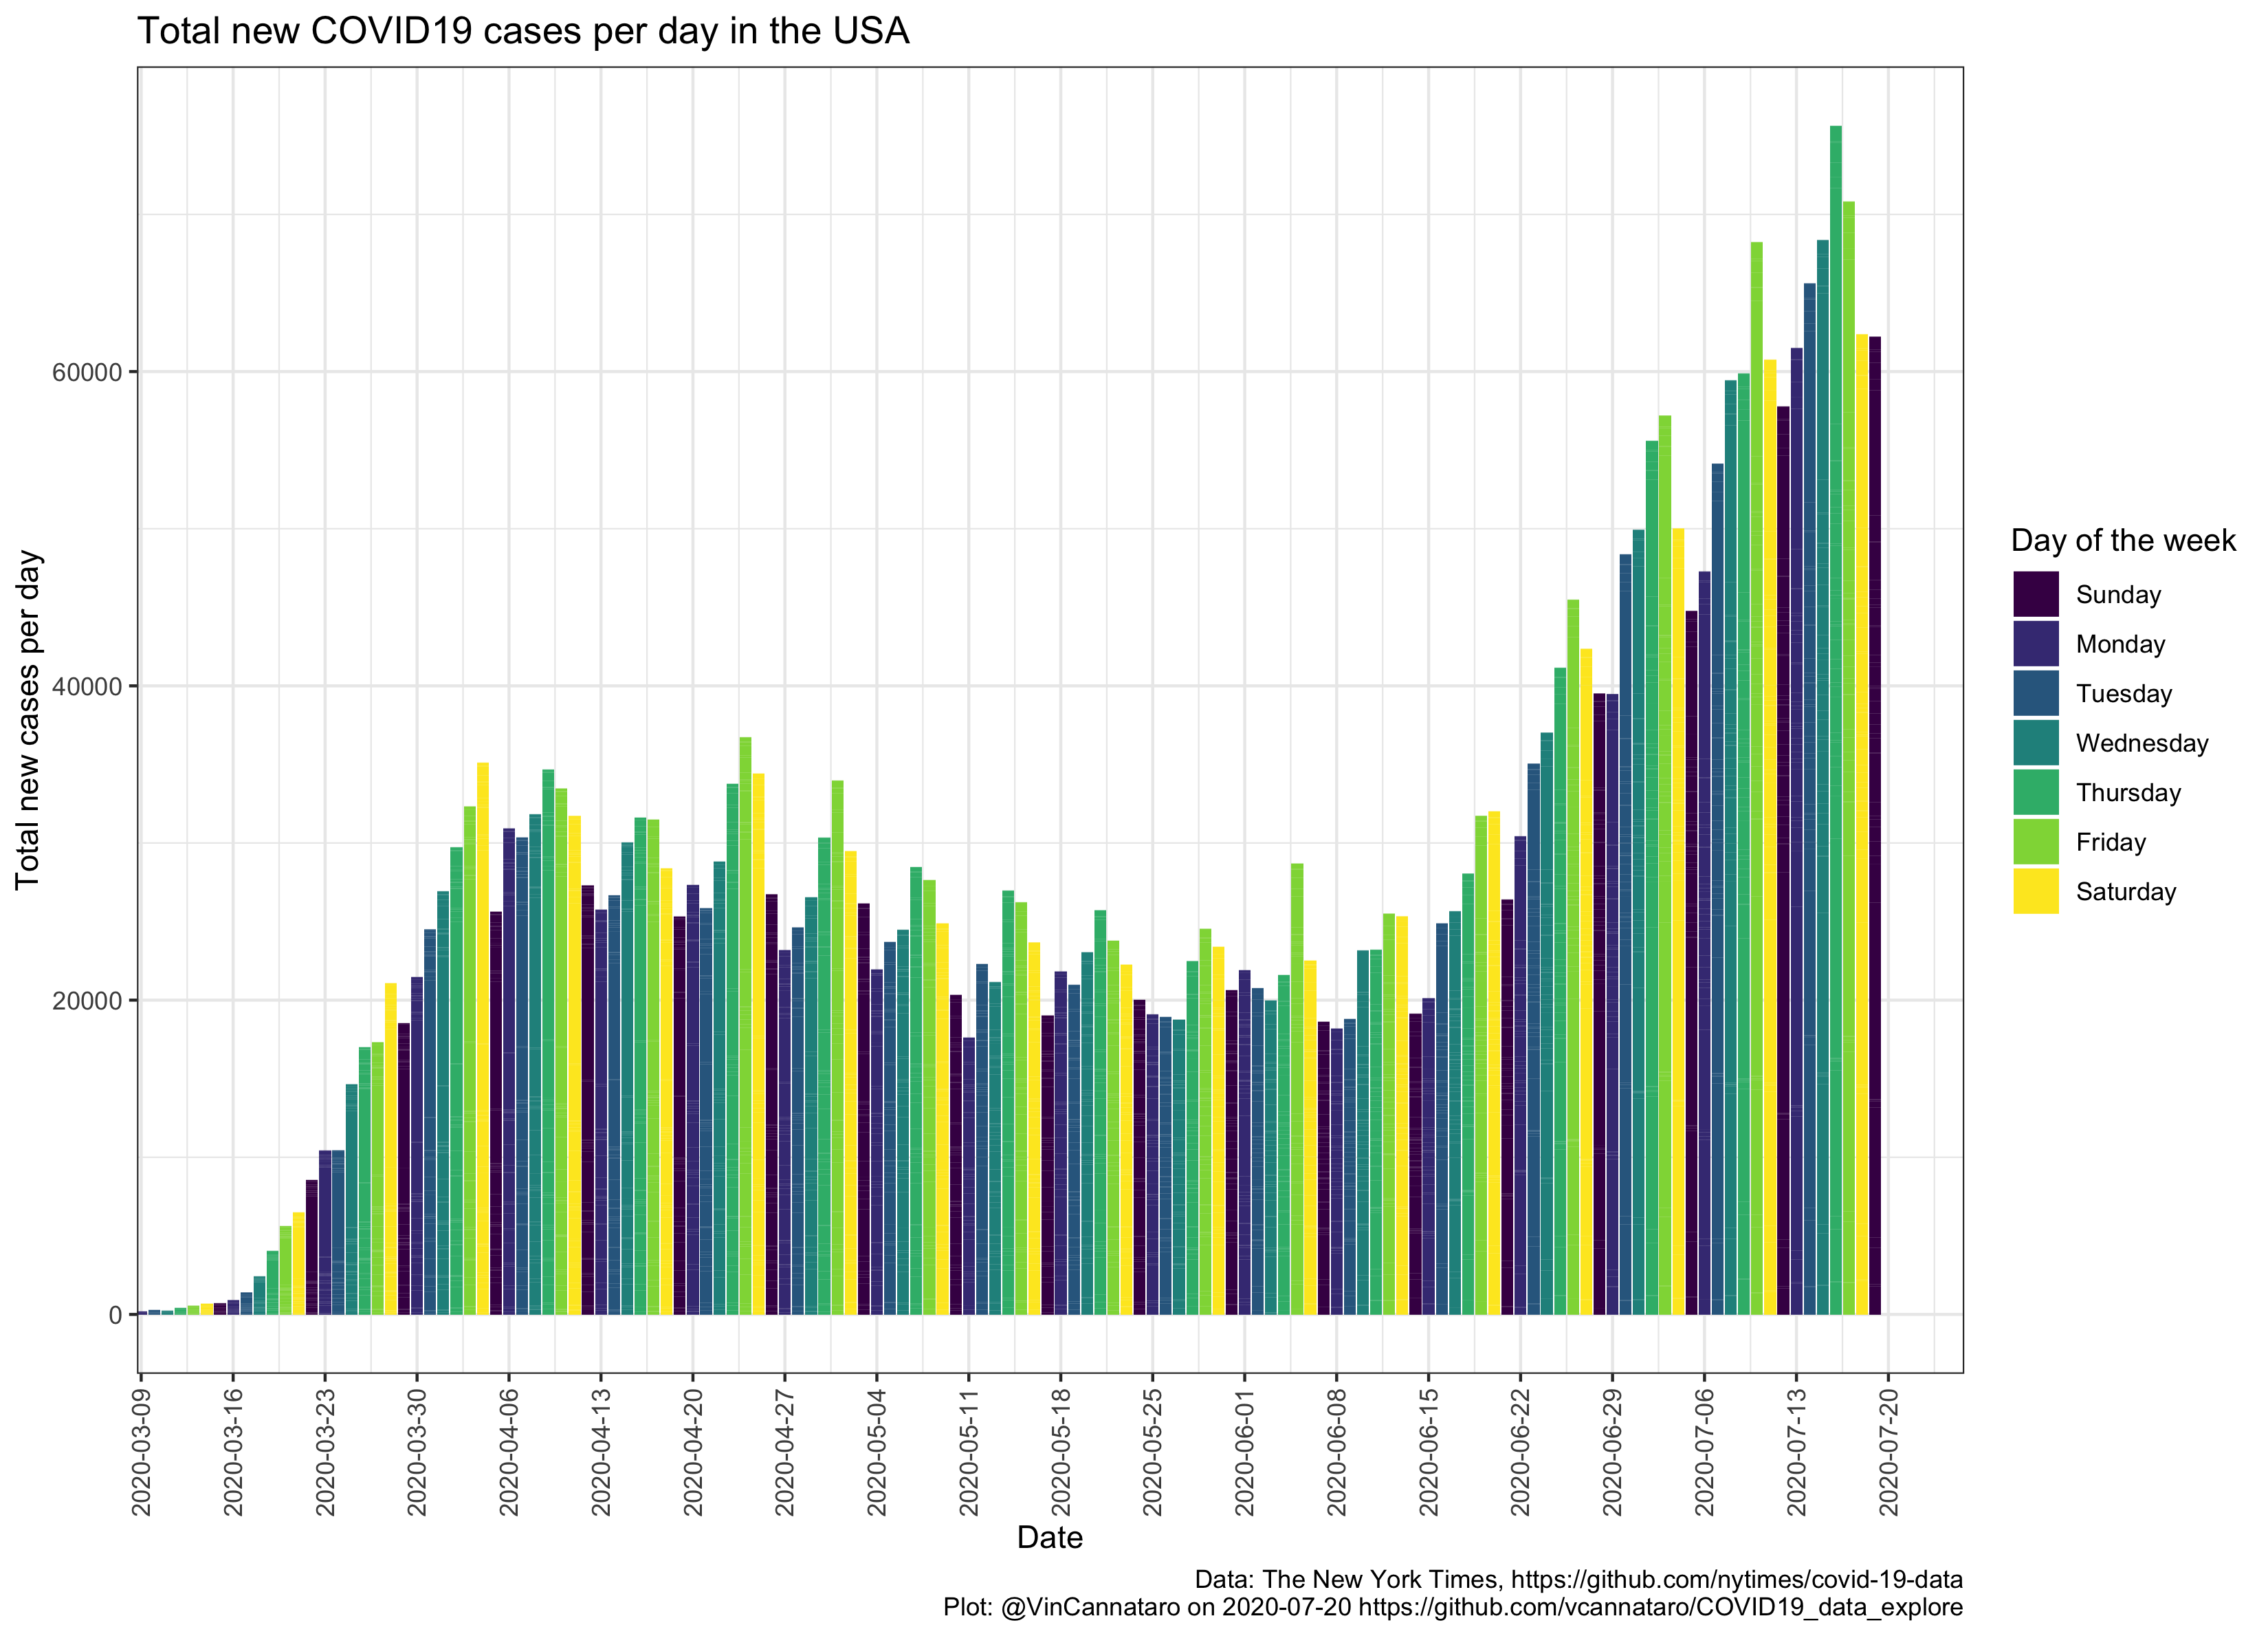 Total new COVID19 cases per day in the USA
Total new cases per day
60000
40000
20000
0
2020-03-09
2020-03-16
2020-03-23
2020-03-30
2020-04-06
2020-04-13
2020-04-20
2020-04-27
2020-05-04
2020-05-11
2020-05-18
2020-05-25
2020-06-01
2020-06-08
2020-06-15
2020-06-22
2020-06-29
2020-07-06
2020-07-13
2020-07-20
Date
Day of the week
Sunday
Monday
Tuesday
Wednesday
Thursday
Friday
Saturday
Data: The New York Times, https://github.com/nytimes/covid-19-data
Plot: @VinCannataro on 2020-07-20 https://github.com/vcannataro/COVID19_data_explore